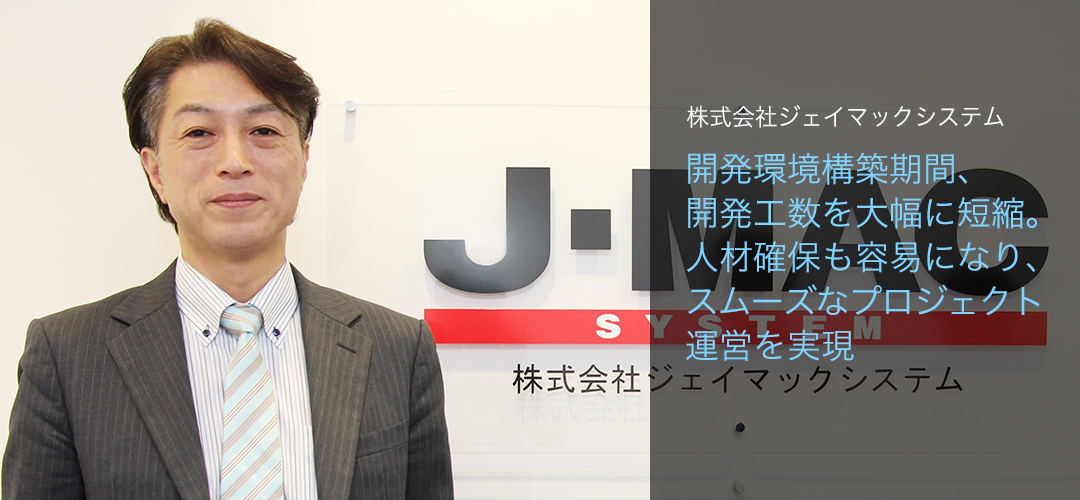 株式会社ジェイマックシステム
開発環境構築期間、
開発工数を大幅に短縮。
人材確保も容易になり、
スムーズなプロジェクト
運営を実現
J·MAC
SYSTEM
株式会社ジェイマックシステム